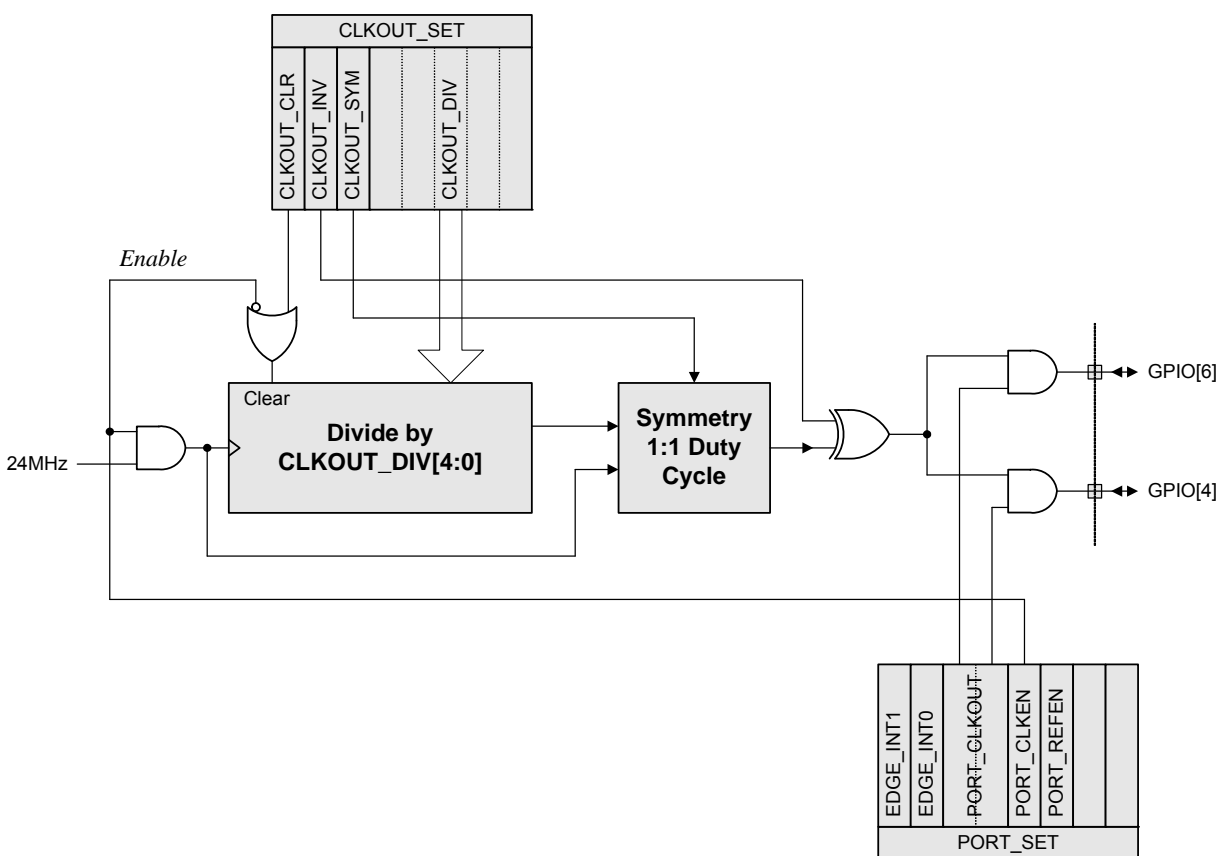 CLKOUT_SET
CLKOUT_CLR
CLKOUT_INV
CLKOUT_SYM
CLKOUT_DIV
Enable
Clear
Divide by
CLKOUT_DIV[4:0]
24MHz
Symmetry
1:1 Duty
Cycle
GPIO[6]
GPIO[4]
EDGE_INT1
EDGE_INT0
PORT_CLKOUT
PORT_CLKEN
PORT_REFEN
PORT_SET